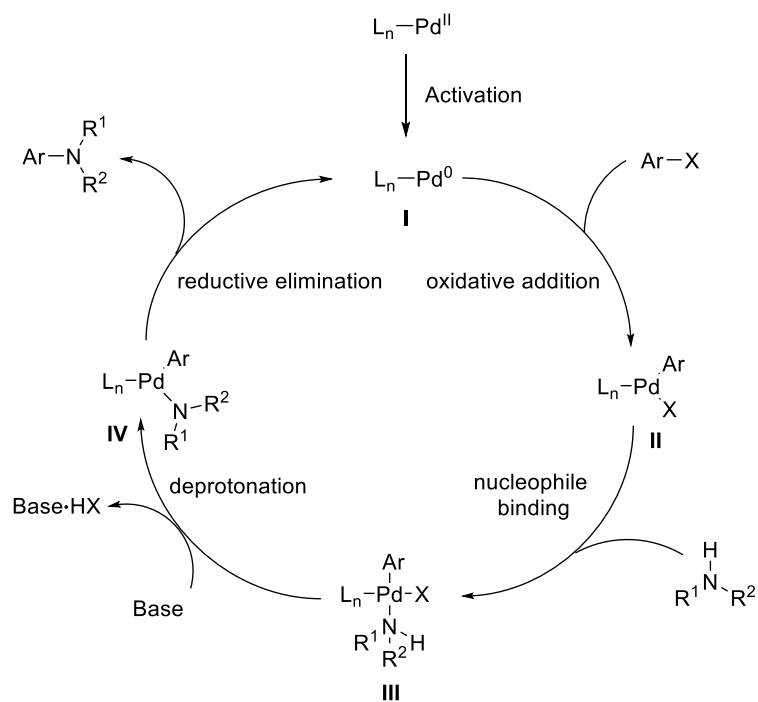 Lₙ—Pdᴵᴵ
Activation
R¹
Ar—N
R²
Lₙ—Pd⁰
Ar—X
I
reductive elimination
oxidative addition
Ar
Lₙ—Pd
N—R²
R¹
IV
Ar
Lₙ—Pd
X
II
deprotonation
nucleophile
binding
Base•HX
H
N
R¹ R²
Base
Ar
Lₙ—Pd—X
N
R¹ H
R²
III